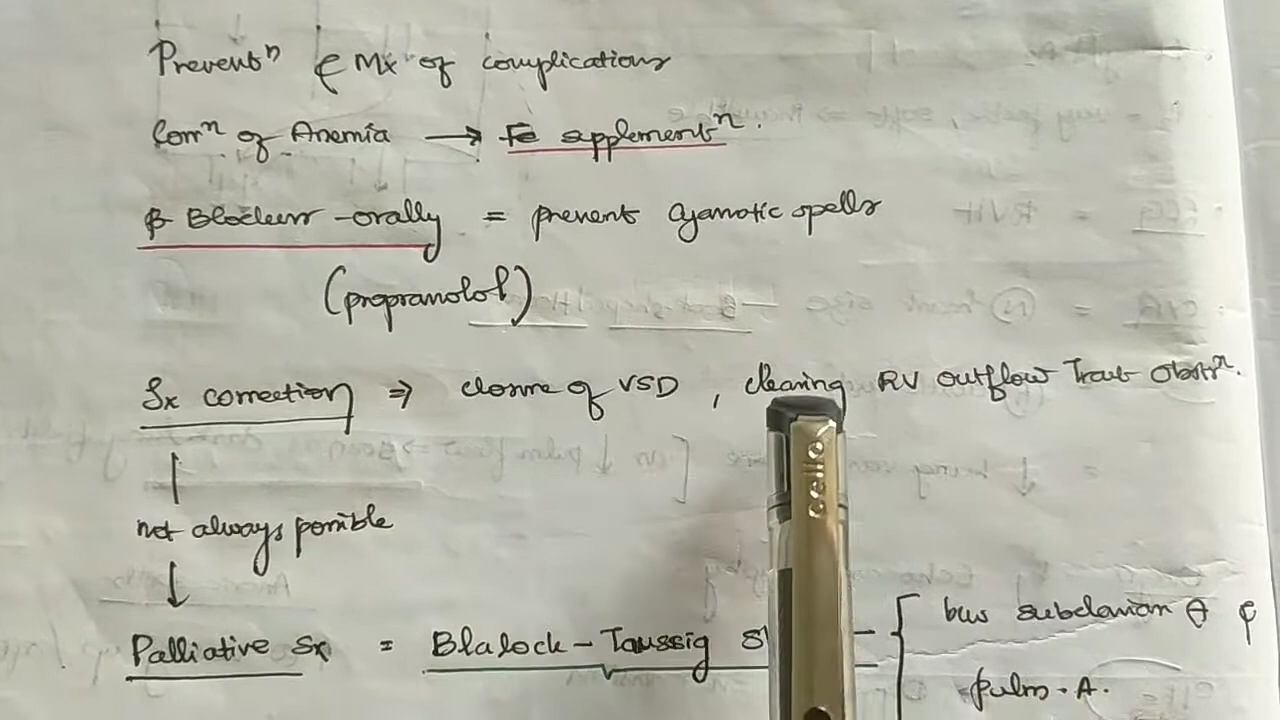 Preventⁿ & Mx of complications
Corrⁿ of Anemia → Fe supplementⁿ.
β Blockers - orally = prevent cyanotic spells
(propranolol)
Sx correction ⇒ closure of VSD, clearing RV outflow Tract obstrⁿ.
not always possible
↓
Palliative Sx = Blalock - Taussig
btw subclavian A &
pulm. A.
cello